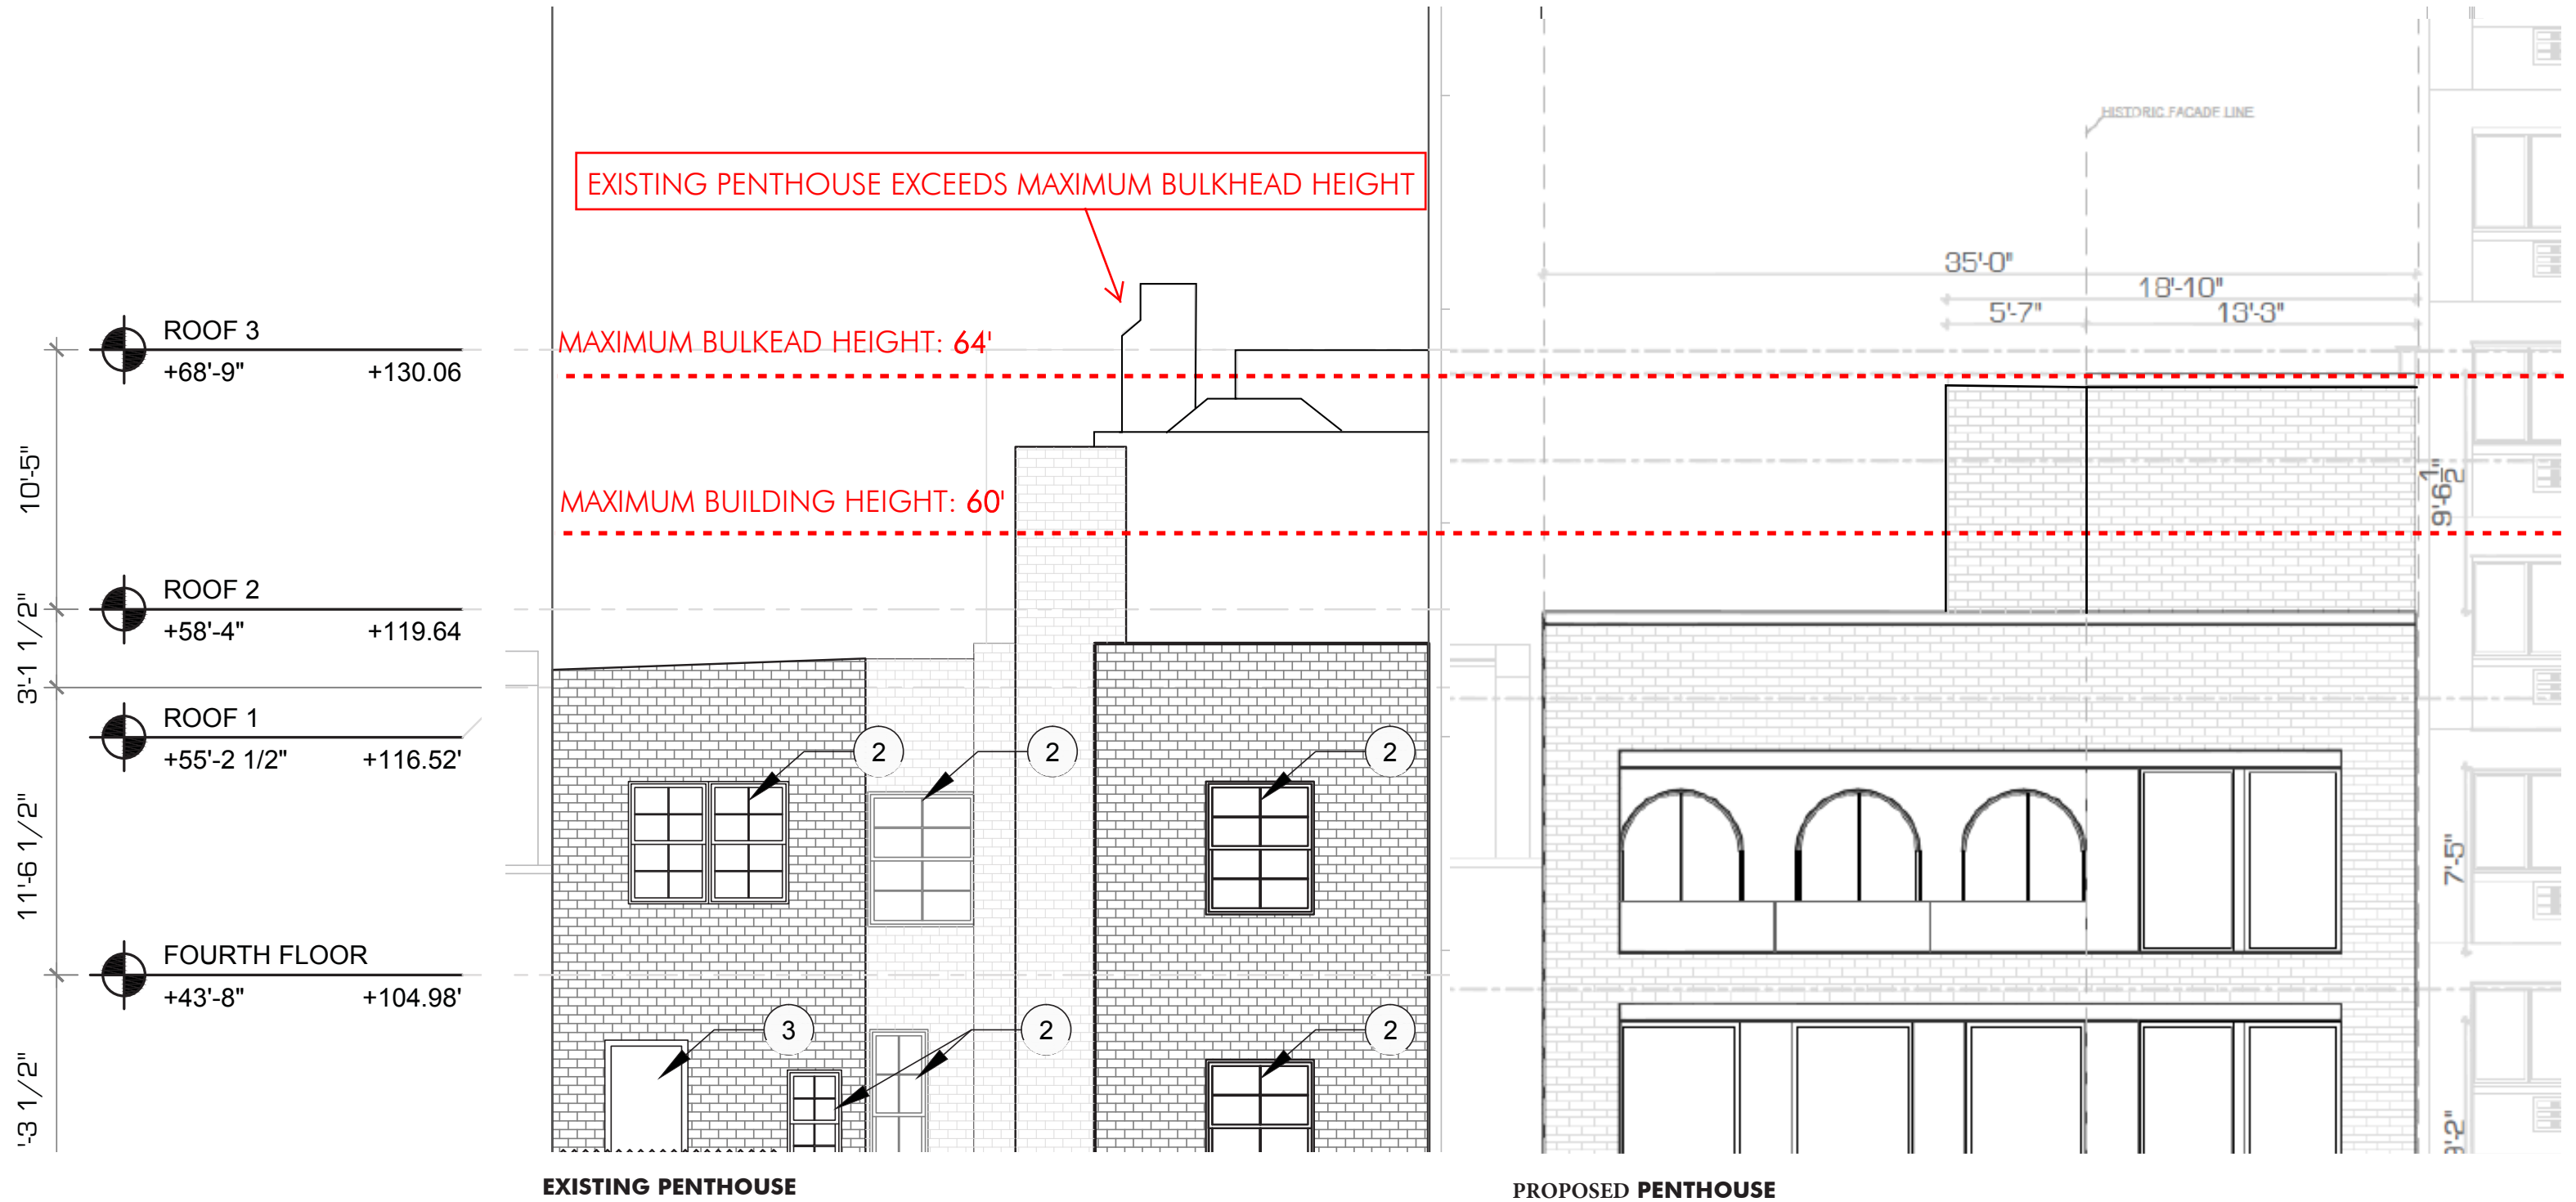 HISTORIC FACADE LINE
EXISTING PENTHOUSE EXCEEDS MAXIMUM BULKHEAD HEIGHT
35'-0"
18'-10"
5'-7"
13'-3"
ROOF 3
+68'-9"
+130.06
MAXIMUM BULKEAD HEIGHT: 64'
10'-5"
MAXIMUM BUILDING HEIGHT: 60'
9'-6 1/2"
ROOF 2
+58'-4"
+119.64
3'-1 1/2"
ROOF 1
+55'-2 1/2"
+116.52'
2
2
2
11'-6 1/2"
7'-5"
FOURTH FLOOR
+43'-8"
+104.98'
3
2
2
'-3 1/2"
'-2"
EXISTING PENTHOUSE
PROPOSED PENTHOUSE